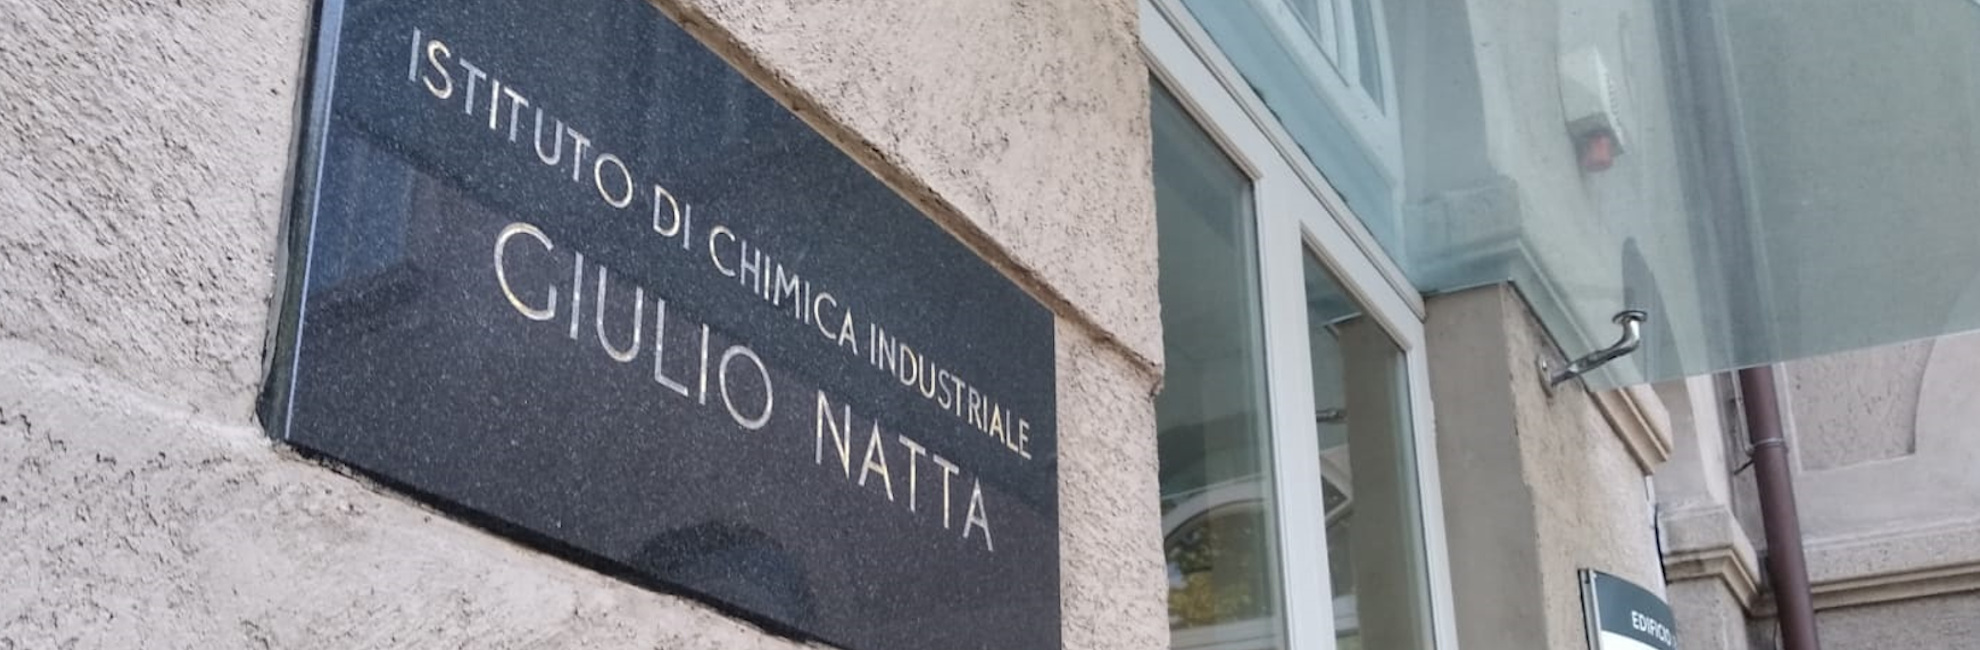 ISTITUTO DI CHIMICA INDUSTRIALE
GIULIO NATTA
EDIFICIO